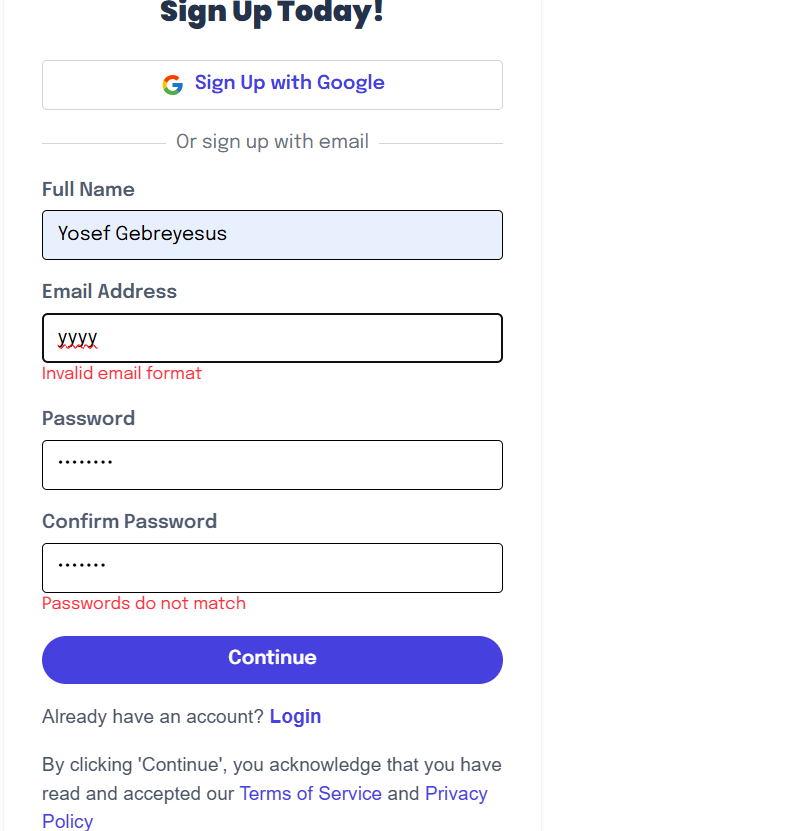 Sign Up Today!
Sign Up with Google
Or sign up with email
Full Name
Yosef Gebreyesus
Email Address
yyyy
Invalid email format
Password
••••••••
Confirm Password
•••••••
Passwords do not match
Continue
Already have an account? Login
By clicking 'Continue', you acknowledge that you have
read and accepted our Terms of Service and Privacy
Policy